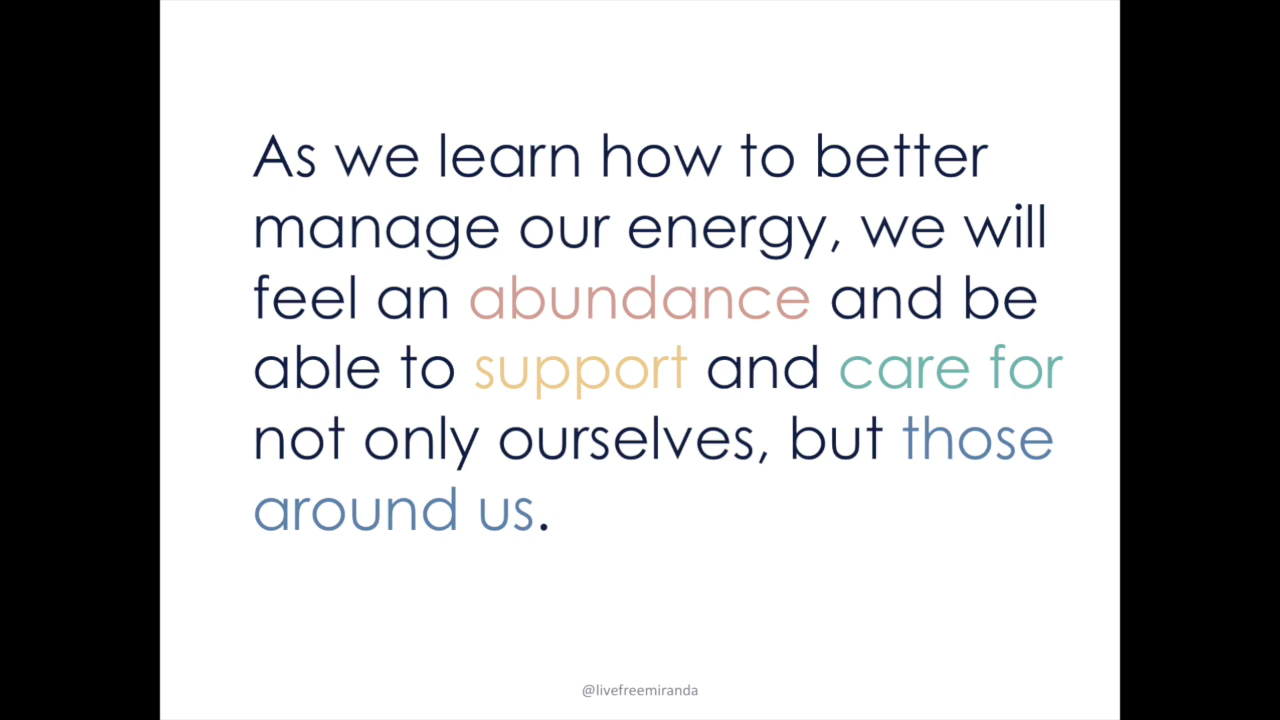 As we learn how to better
manage our energy, we will
feel an abundance and be
able to support and care for
not only ourselves, but those
around us.
@livefreemiranda